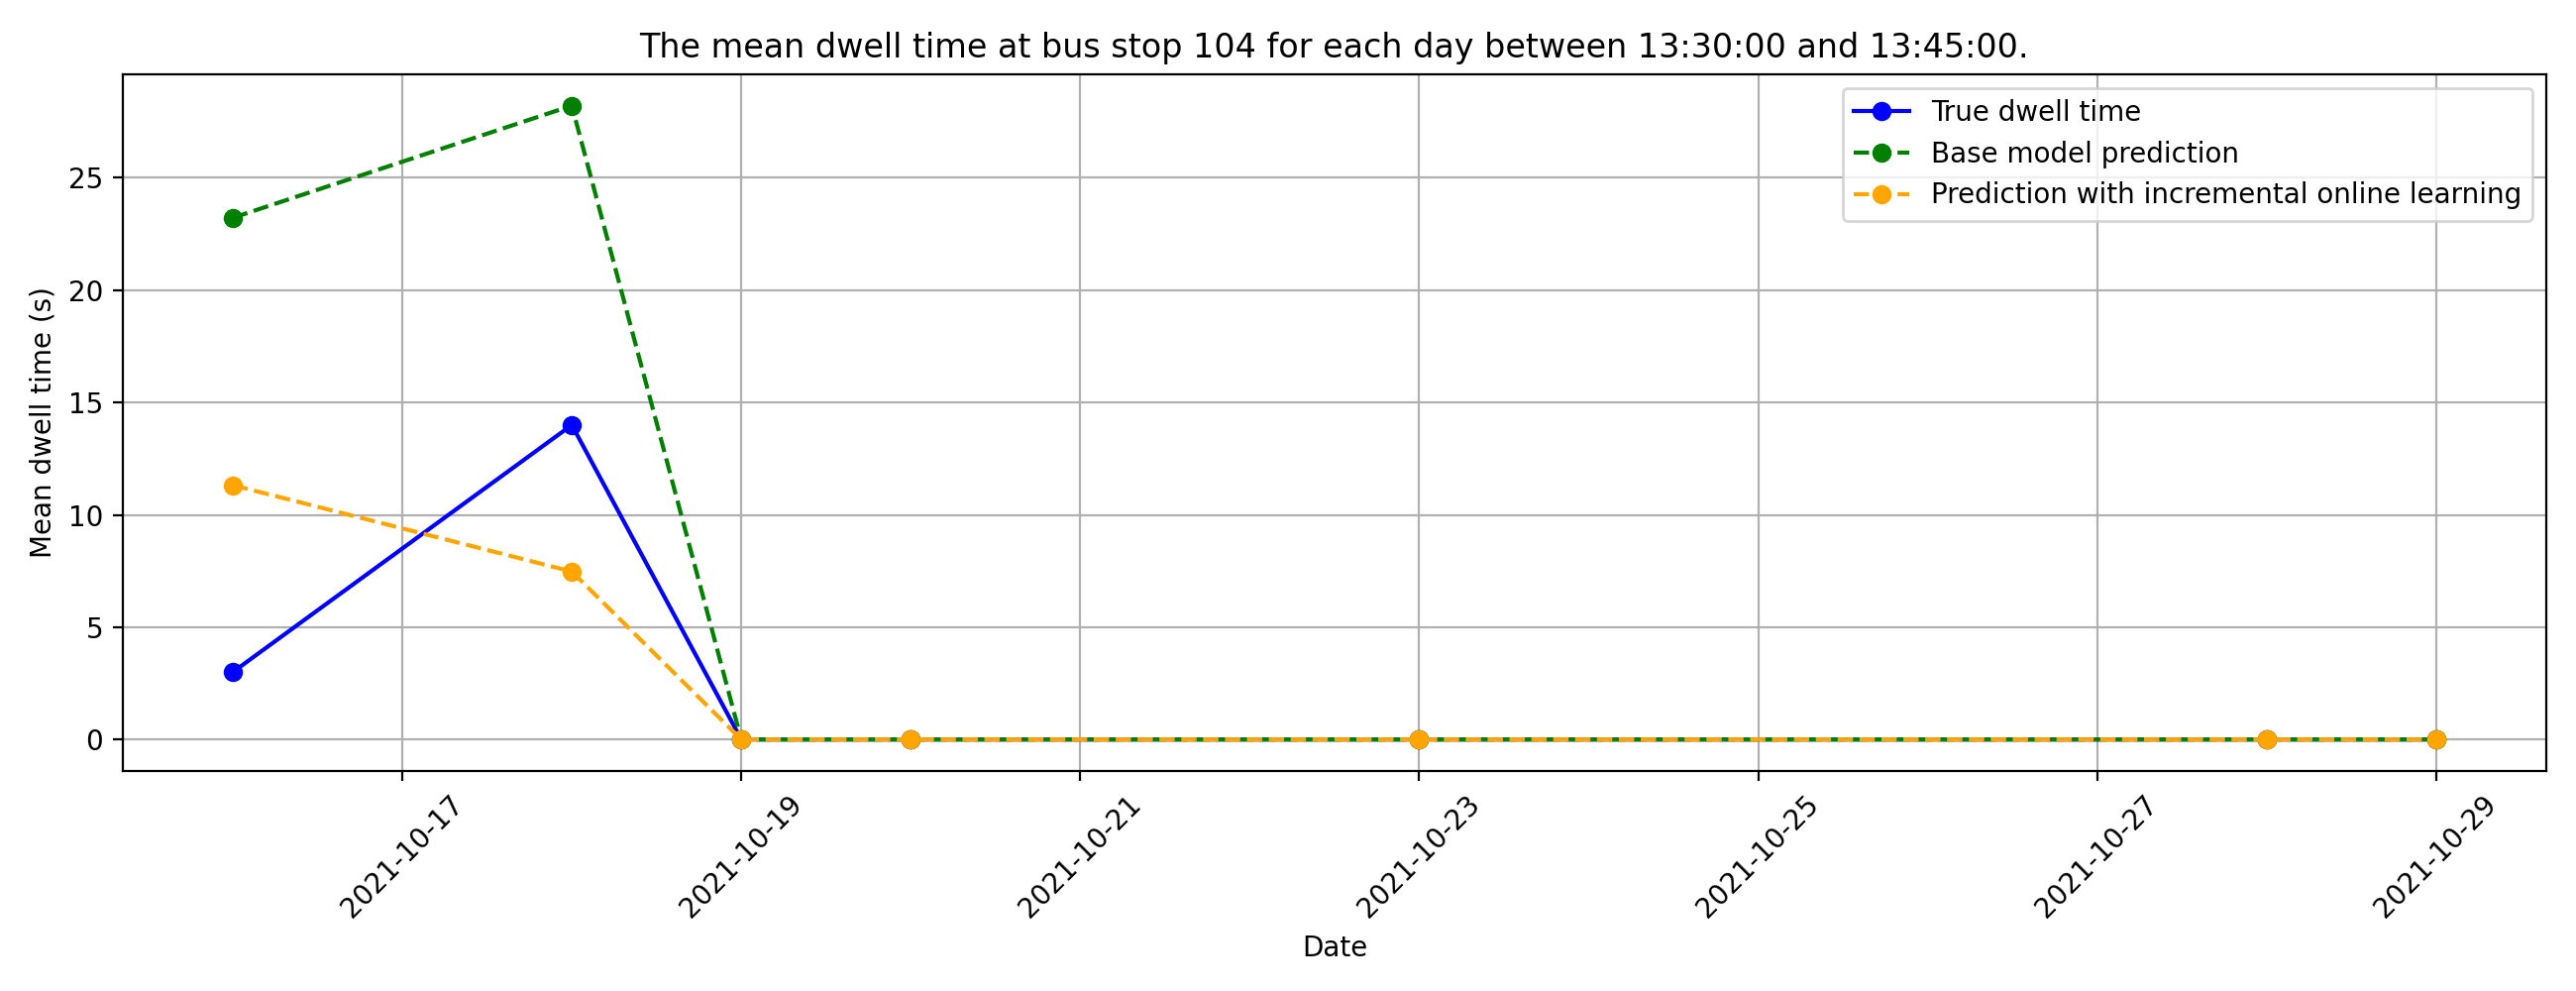 The mean dwell time at bus stop 104 for each day between 13:30:00 and 13:45:00.
True dwell time
Base model prediction
Prediction with incremental online learning
Mean dwell time (s)
25
20
15
10
5
0
2021-10-17
2021-10-19
2021-10-21
2021-10-23
2021-10-25
2021-10-27
2021-10-29
Date